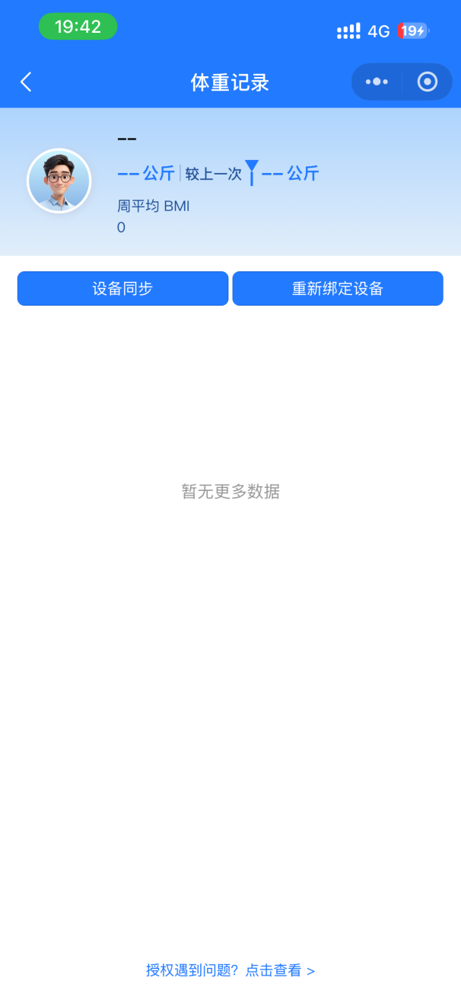 19:42 4G 19
体重记录
--
--公斤 较上一次 --公斤
周平均 BMI
0
设备同步 重新绑定设备
暂无更多数据
授权遇到问题？点击查看 >